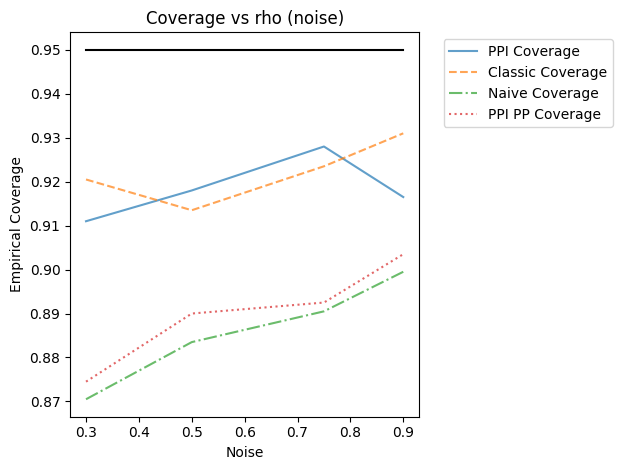 Coverage vs rho (noise)
0.95
0.94
0.93
0.92
0.91
0.90
0.89
0.88
0.87
Empirical Coverage
0.3 0.4 0.5 0.6 0.7 0.8 0.9
Noise
PPI Coverage
Classic Coverage
Naive Coverage
PPI PP Coverage